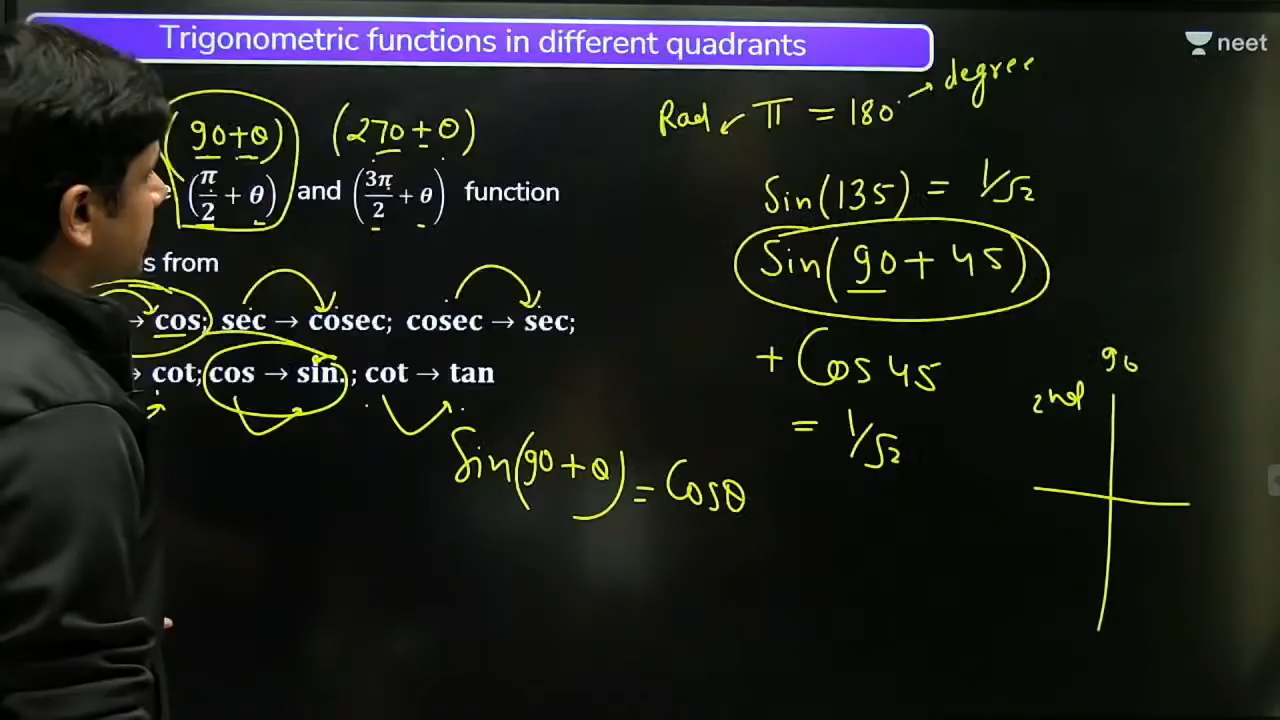 Trigonometric functions in different quadrants
neet
(90+θ) (270 ± θ)
(π/2 + θ) and (3π/2 + θ) function
s from
→ cos; sec → cosec; cosec → sec;
→ cot; cos → sin.; cot → tan
Sin(90+θ) = Cosθ
Rad ↙ π = 180° → degree
Sin(135) = 1/√2
Sin(90+45)
+ Cos 45
= 1/√2
90
2nd